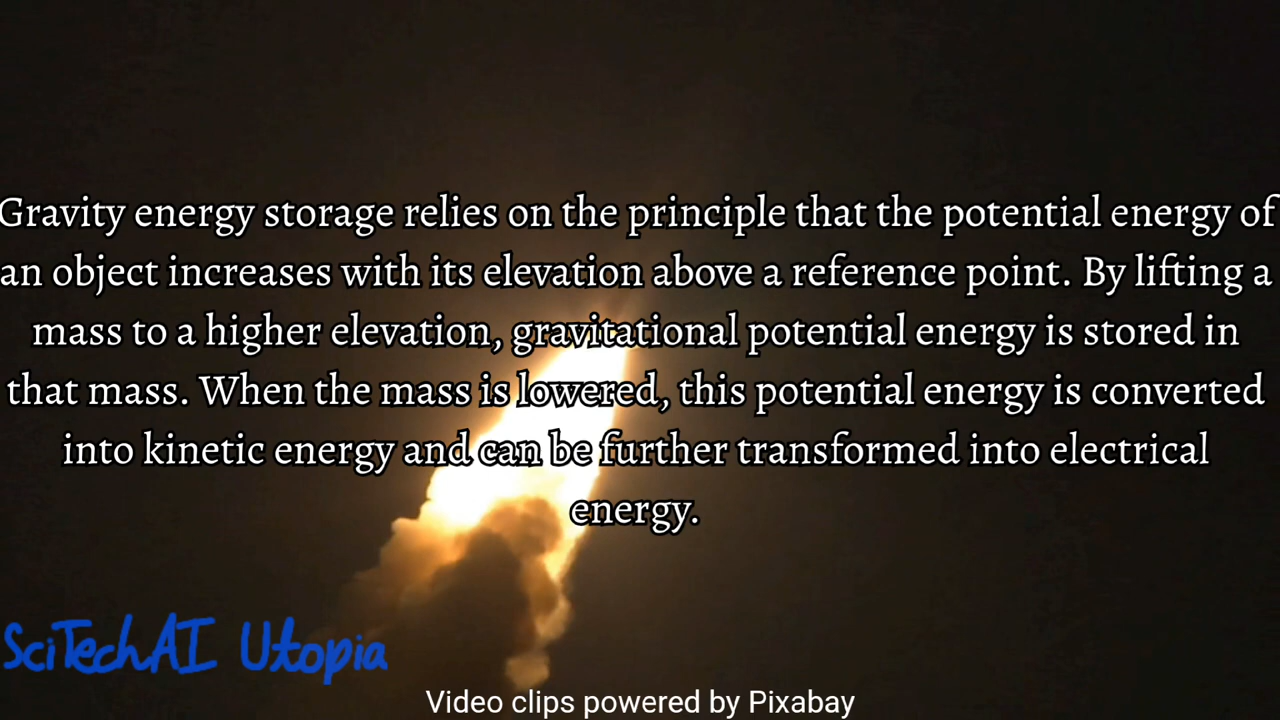 Gravity energy storage relies on the principle that the potential energy of
an object increases with its elevation above a reference point. By lifting a
mass to a higher elevation, gravitational potential energy is stored in
that mass. When the mass is lowered, this potential energy is converted
into kinetic energy and can be further transformed into electrical
energy.
SciTechAI Utopia
Video clips powered by Pixabay